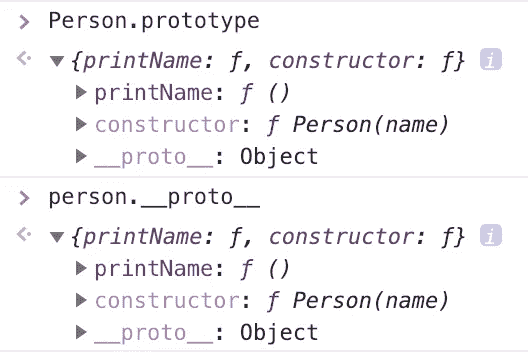 > Person.prototype
<· ▼{printName: ƒ, constructor: ƒ} i
▶printName: ƒ ()
▶constructor: ƒ Person(name)
▶__proto__: Object
> person.__proto__
<· ▼{printName: ƒ, constructor: ƒ} i
▶printName: ƒ ()
▶constructor: ƒ Person(name)
▶__proto__: Object